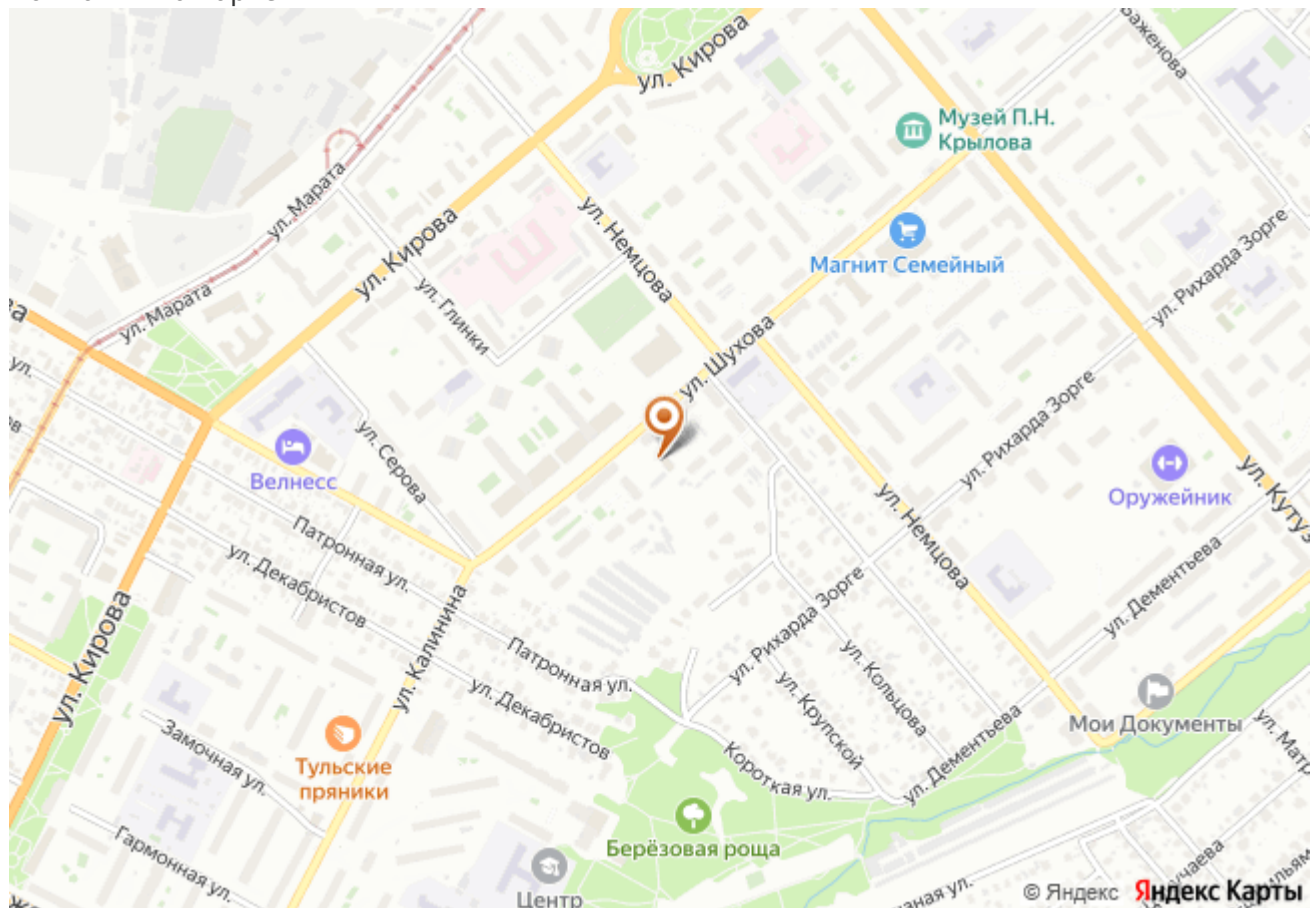 ул. Кирова
Баженова
Музей П.Н.
Крылова
ул. Марата
ул. Немцова
ул. Рихарда Зорге
ул. Кирова
Магнит Семейный
ул. Марата
ул. Глинки
ул. Шухова
ул. Рихарда Зорге
ул. Серова
Велнесс
Оружейник
ул. Немцова
Патронная ул.
ул. Декабристов
ул. Дементьева
ул. Кирова
ул. Калинина
ул. Рихарда Зорге
ул. Кольцова
Патронная ул.
ул. Крупской
ул. Декабристов
Мои Документы
Замочная ул.
Тульские
пряники
Короткая ул.
ул. Дементьева
Берёзовая роща
Гармонная ул.
Центр
© Яндекс Яндекс Карты